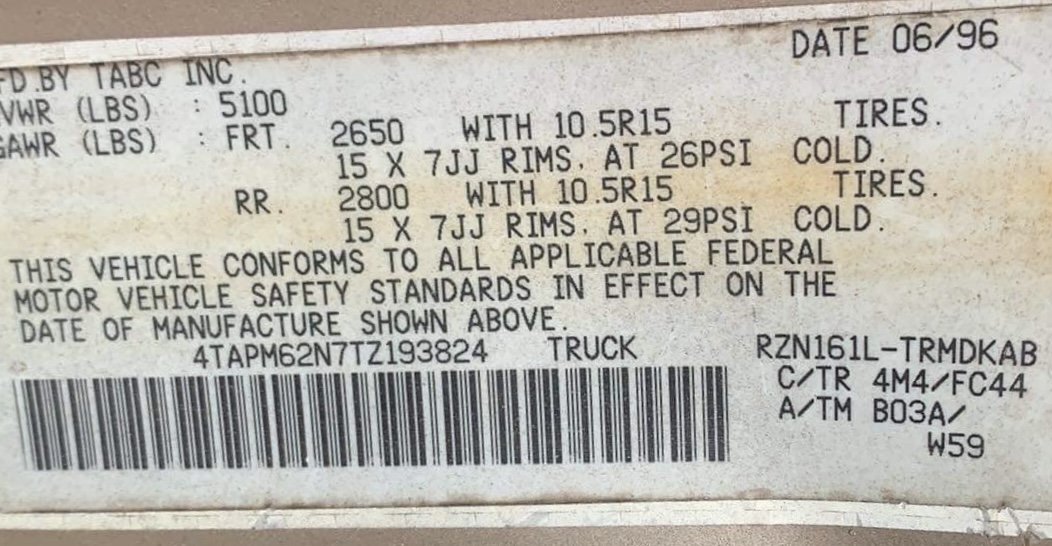 DATE 06/96
FD.BY TABC INC.
VWR (LBS) : 5100
GAWR (LBS) : FRT. 2650 WITH 10.5R15 TIRES.
15 X 7JJ RIMS. AT 26PSI COLD.
RR. 2800 WITH 10.5R15 TIRES.
15 X 7JJ RIMS. AT 29PSI COLD.
THIS VEHICLE CONFORMS TO ALL APPLICABLE FEDERAL
MOTOR VEHICLE SAFETY STANDARDS IN EFFECT ON THE
DATE OF MANUFACTURE SHOWN ABOVE.
4TAPM62N7TZ193824 TRUCK RZN161L-TRMDKAB
C/TR 4M4/FC44
A/TM B03A/
W59